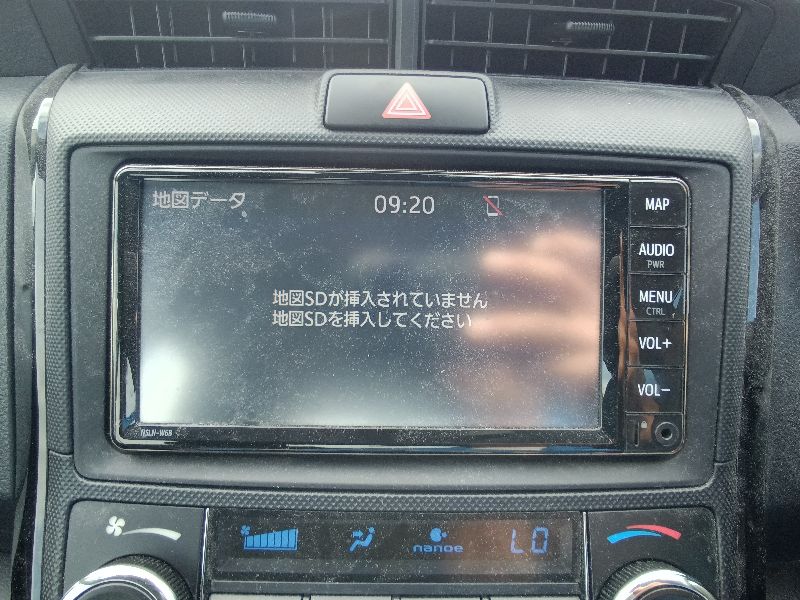 地図データ 09:20
MAP
AUDIO
PWR
地図SDが挿入されていません
地図SDを挿入してください
MENU
CTRL
VOL+
VOL-
NSLN-W68
nanoe LO